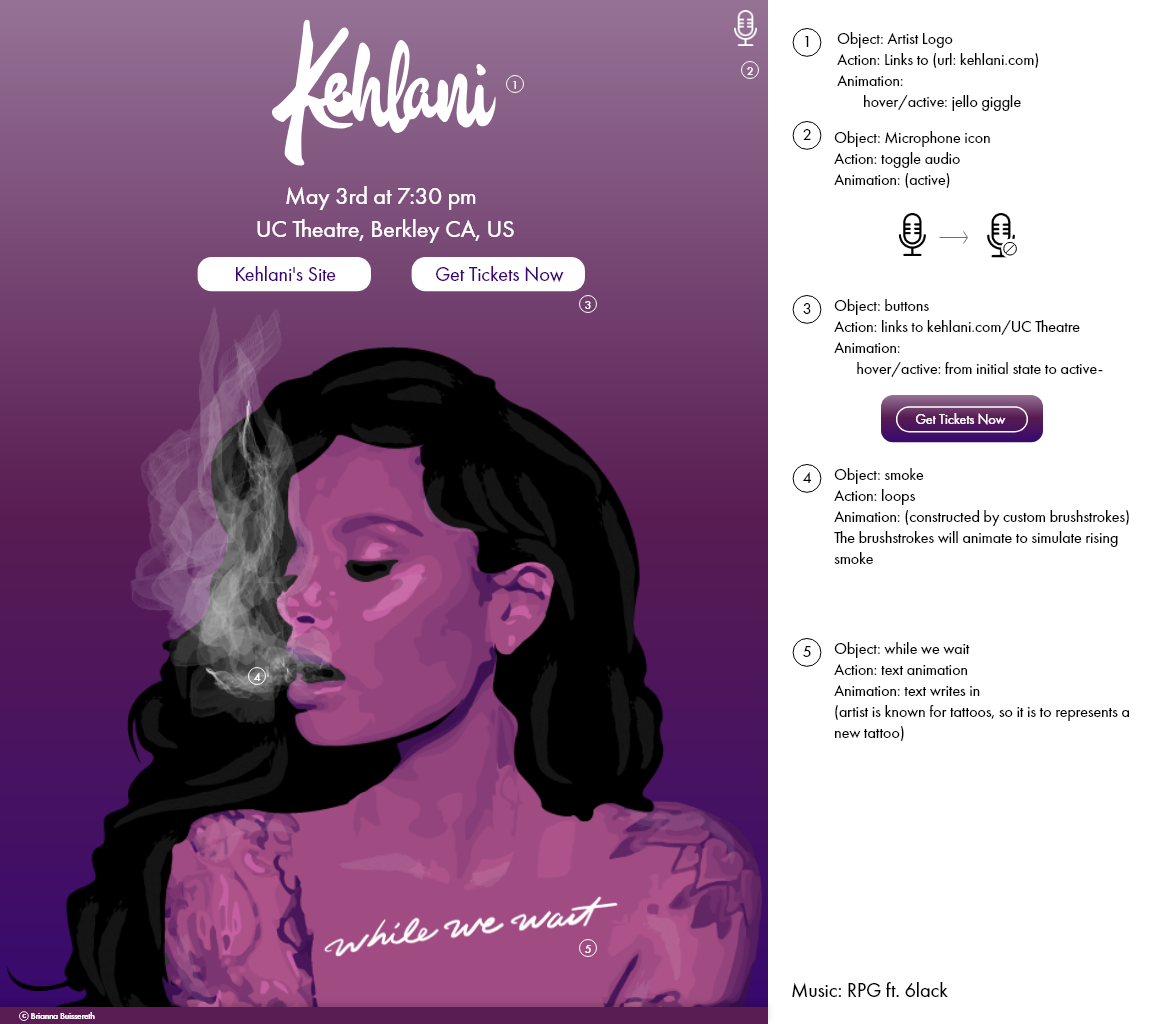 Kehlani
1
2
May 3rd at 7:30 pm
UC Theatre, Berkley CA, US
Kehlani's Site
Get Tickets Now
3
4
while we wait
5
© Brianna Buissereth
1
Object: Artist Logo
Action: Links to (url: kehlani.com)
Animation:
hover/active: jello giggle
2
Object: Microphone icon
Action: toggle audio
Animation: (active)
3
Object: buttons
Action: links to kehlani.com/UC Theatre
Animation:
hover/active: from initial state to active-
Get Tickets Now
4
Object: smoke
Action: loops
Animation: (constructed by custom brushstrokes)
The brushstrokes will animate to simulate rising
smoke
5
Object: while we wait
Action: text animation
Animation: text writes in
(artist is known for tattoos, so it is to represents a
new tattoo)
Music: RPG ft. 6lack